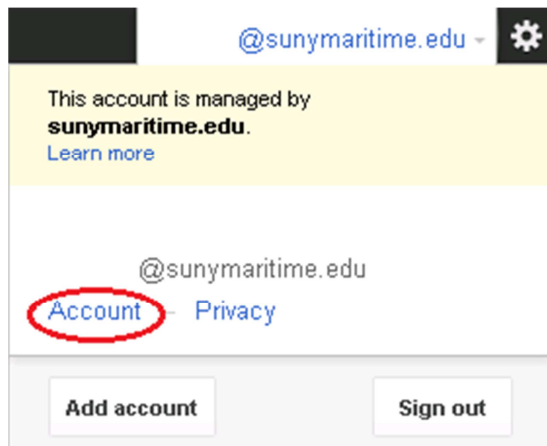 @sunymaritime.edu
This account is managed by
sunymaritime.edu.
Learn more
@sunymaritime.edu
Account - Privacy
Add account Sign out